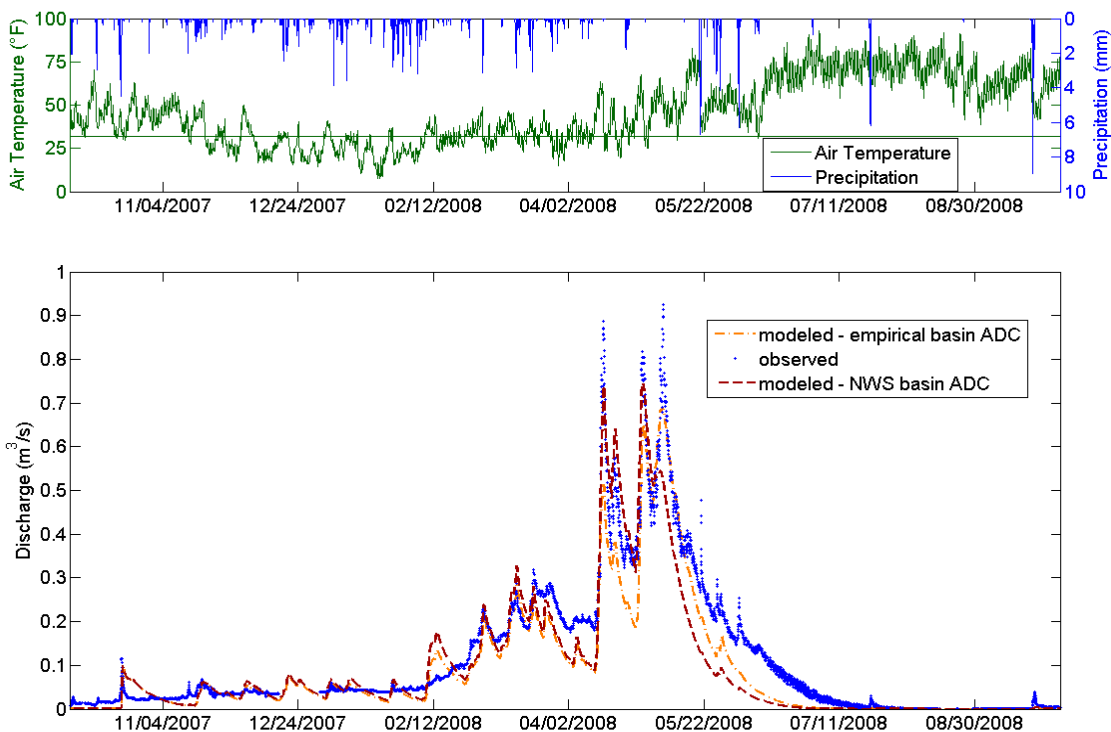 100
75
50
25
0
Air Temperature (°F)
0
2
4
6
8
10
Precipitation (mm)
Air Temperature
Precipitation
11/04/2007 12/24/2007 02/12/2008 04/02/2008 05/22/2008 07/11/2008 08/30/2008
1
0.9
0.8
0.7
0.6
0.5
0.4
0.3
0.2
0.1
0
Discharge (m³/s)
modeled - empirical basin ADC
observed
modeled - NWS basin ADC
11/04/2007 12/24/2007 02/12/2008 04/02/2008 05/22/2008 07/11/2008 08/30/2008